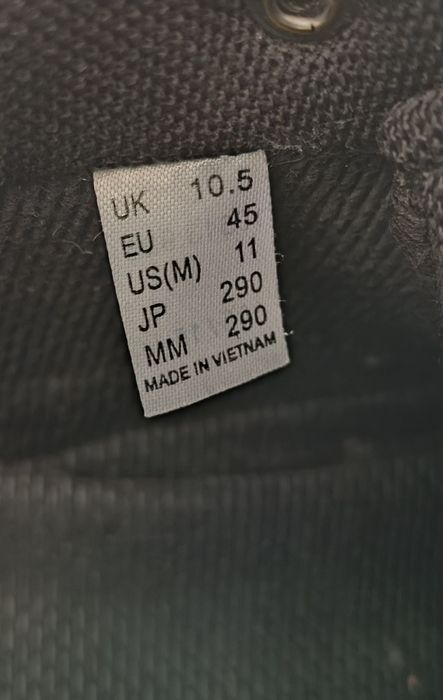 UK 10.5
EU 45
US(M) 11
JP 290
MM 290
MADE IN VIETNAM